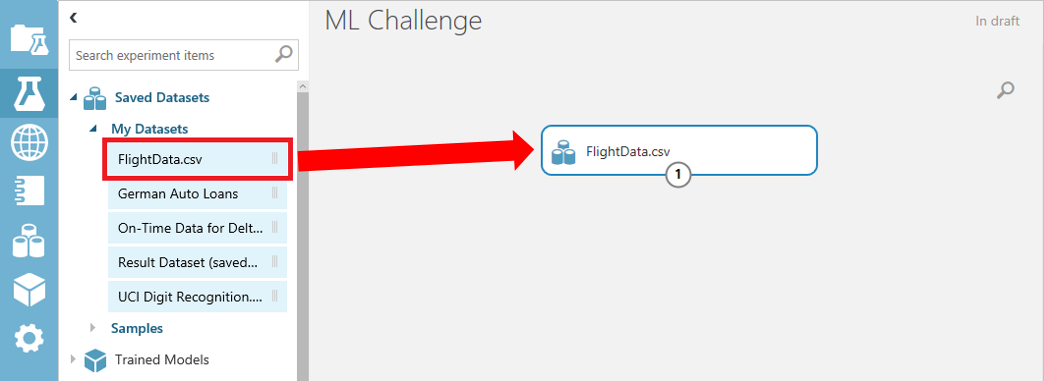 ML Challenge
In draft
Search experiment items
Saved Datasets
My Datasets
FlightData.csv
German Auto Loans
On-Time Data for Delt...
Result Dataset (saved...
UCI Digit Recognition....
Samples
Trained Models
FlightData.csv
1